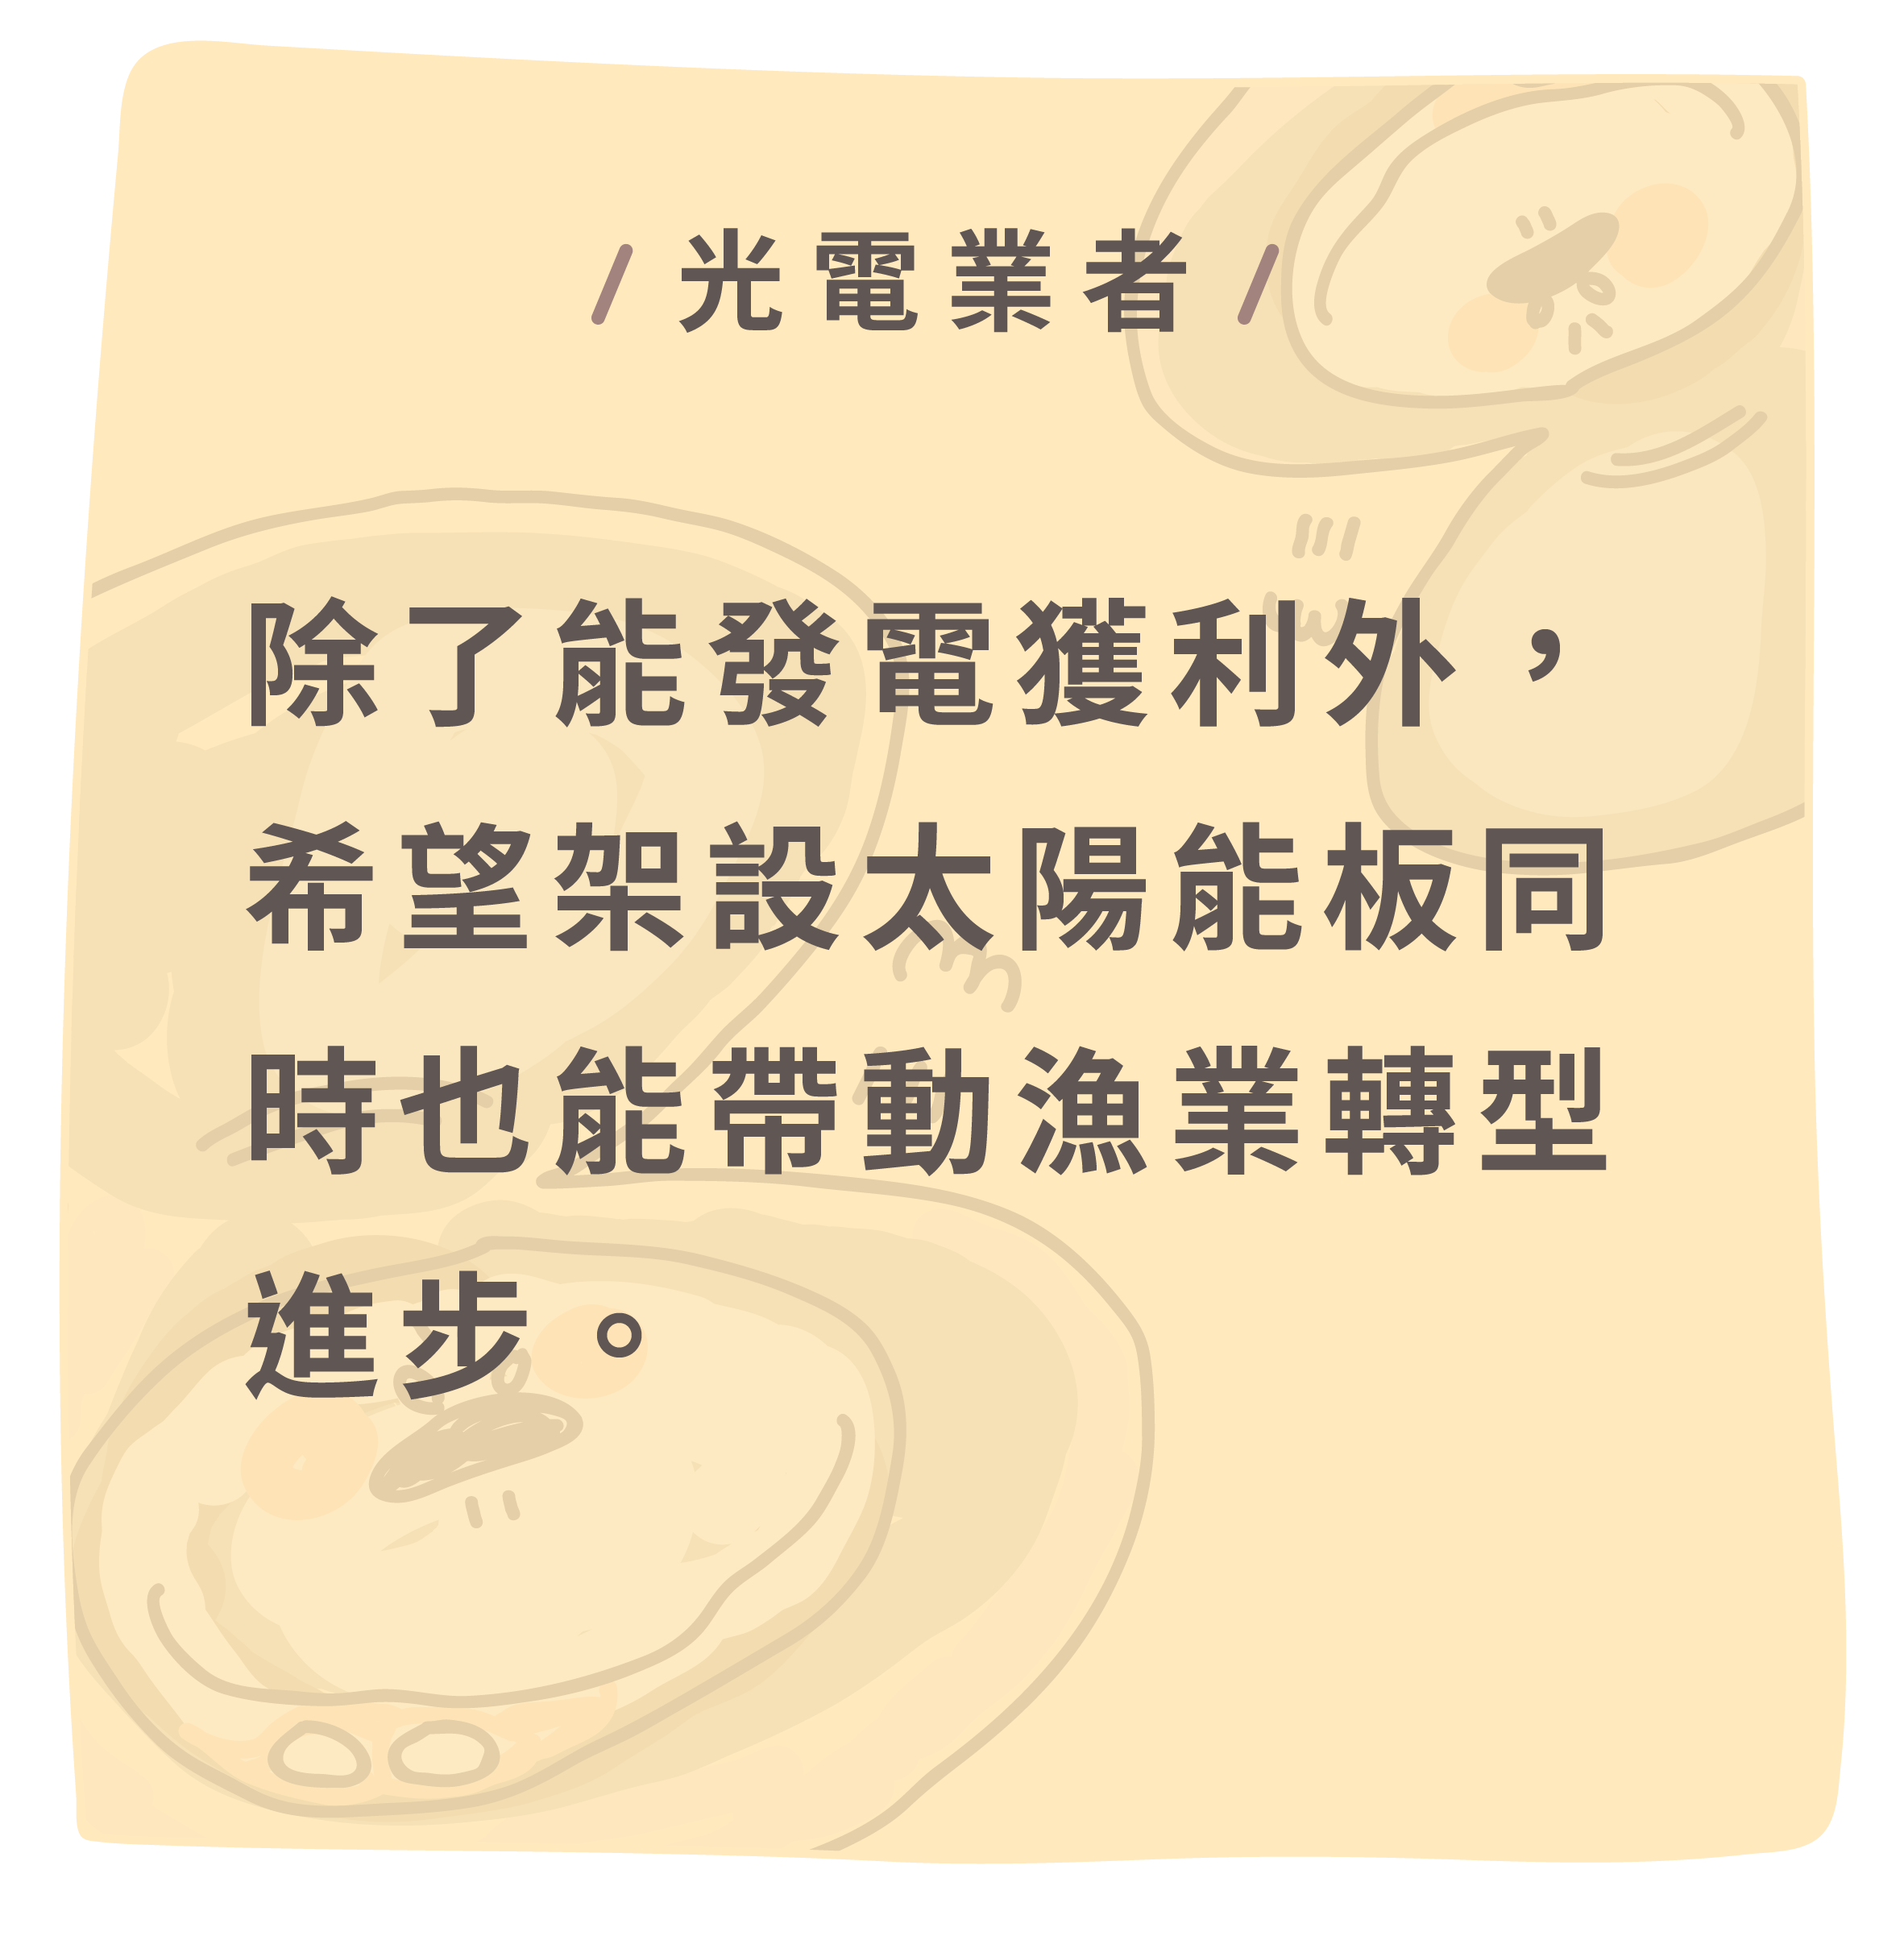 / 光電業者 /
除了能發電獲利外，
希望架設太陽能板同
時也能帶動漁業轉型
進步。